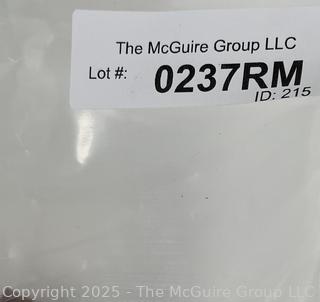 The McGuire Group LLC
Lot #: 0237RM
ID: 215
Copyright 2025 - The McGuire Group LLC